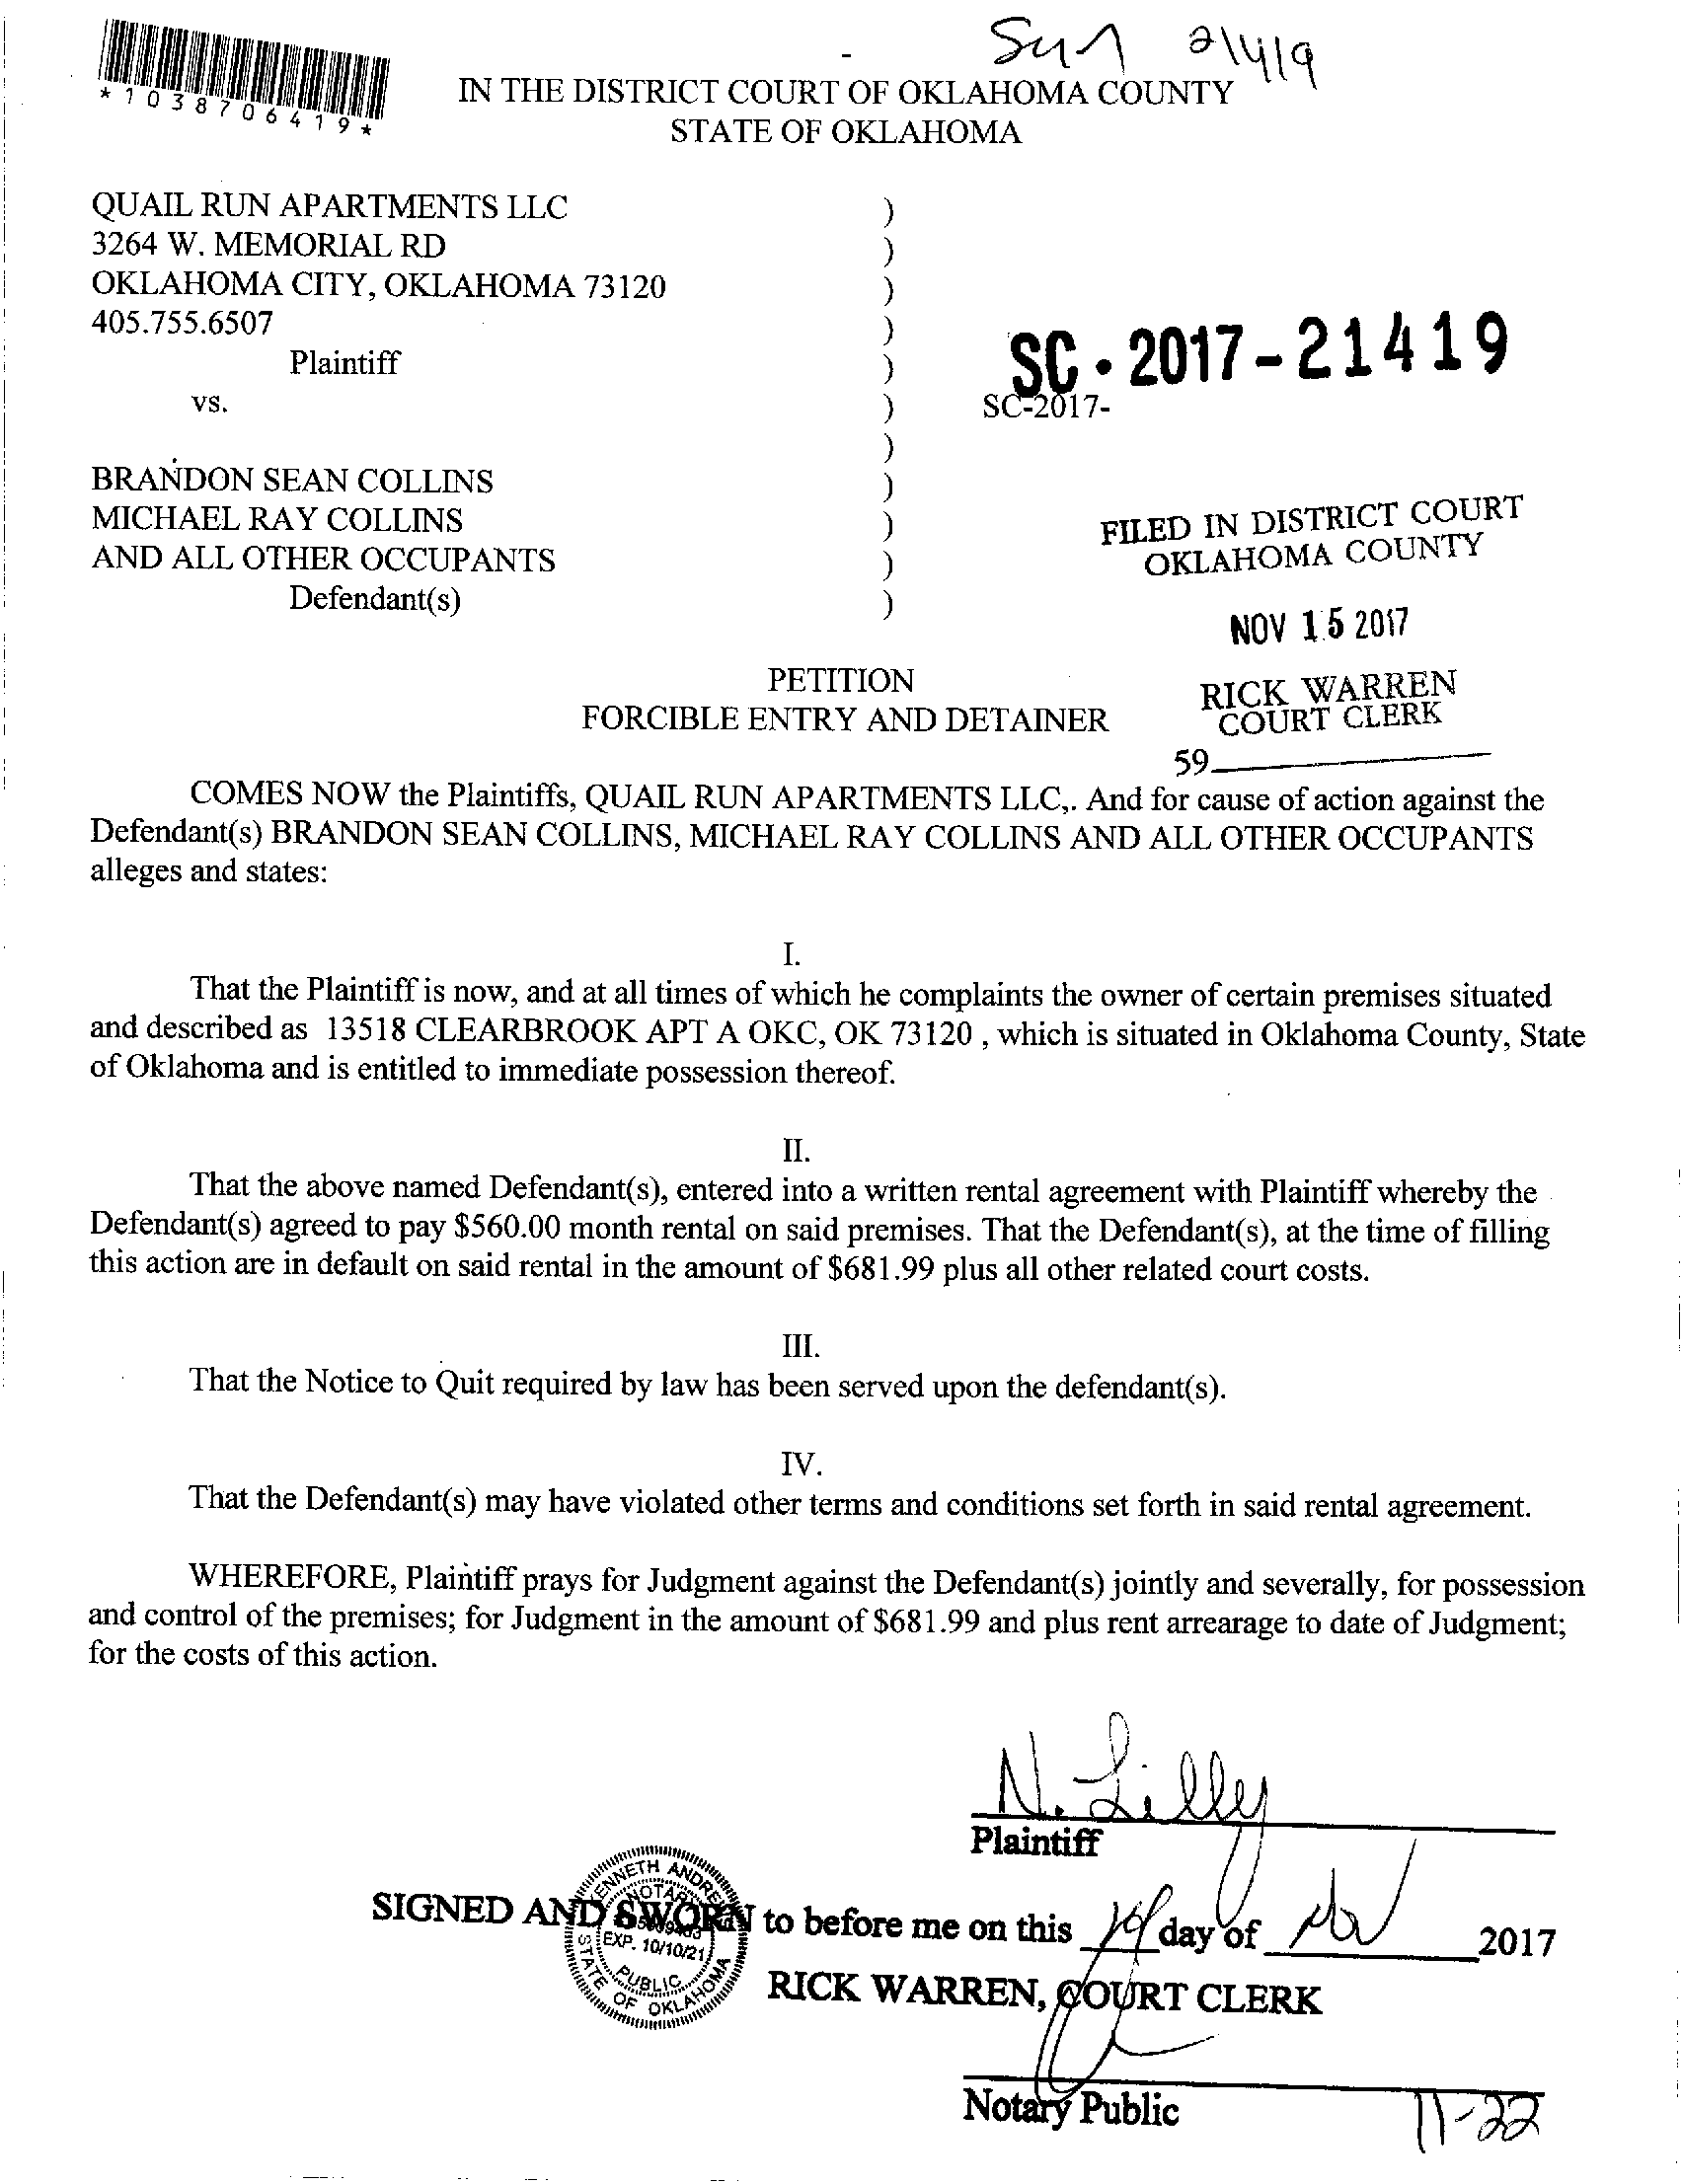 *1038706419*
IN THE DISTRICT COURT OF OKLAHOMA COUNTY
STATE OF OKLAHOMA
QUAIL RUN APARTMENTS LLC )
3264 W. MEMORIAL RD )
OKLAHOMA CITY, OKLAHOMA 73120 )
405.755.6507 )
Plaintiff )
SC • 2017-21419
vs. ) SC-2017-
)
BRANDON SEAN COLLINS )
MICHAEL RAY COLLINS )
AND ALL OTHER OCCUPANTS )
Defendant(s) )
FILED IN DISTRICT COURT
OKLAHOMA COUNTY
NOV 15 2017
RICK WARREN
COURT CLERK
59
PETITION
FORCIBLE ENTRY AND DETAINER
COMES NOW the Plaintiffs, QUAIL RUN APARTMENTS LLC,. And for cause of action against the
Defendant(s) BRANDON SEAN COLLINS, MICHAEL RAY COLLINS AND ALL OTHER OCCUPANTS
alleges and states:
I.
That the Plaintiff is now, and at all times of which he complaints the owner of certain premises situated
and described as 13518 CLEARBROOK APT A OKC, OK 73120 , which is situated in Oklahoma County, State
of Oklahoma and is entitled to immediate possession thereof.
II.
That the above named Defendant(s), entered into a written rental agreement with Plaintiff whereby the
Defendant(s) agreed to pay $560.00 month rental on said premises. That the Defendant(s), at the time of filling
this action are in default on said rental in the amount of $681.99 plus all other related court costs.
III.
That the Notice to Quit required by law has been served upon the defendant(s).
IV.
That the Defendant(s) may have violated other terms and conditions set forth in said rental agreement.
WHEREFORE, Plaintiff prays for Judgment against the Defendant(s) jointly and severally, for possession
and control of the premises; for Judgment in the amount of $681.99 and plus rent arrearage to date of Judgment;
for the costs of this action.
N. Lilly
Plaintiff
SIGNED AND SWORN to before me on this day of Nov 2017
NOTARY
EXP. 10/10/21
PUBLIC
STATE OF OKLAHOMA
RICK WARREN, COURT CLERK
Notary Public
11-22